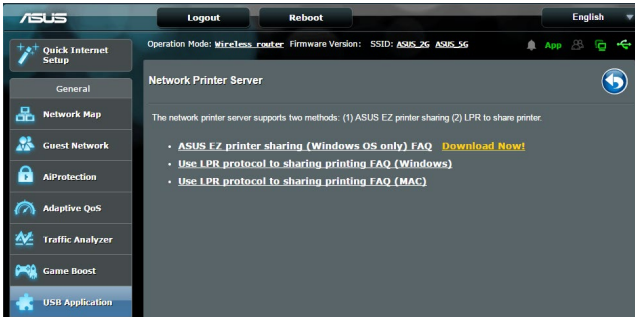 ASUS
Logout
Reboot
English
Quick Internet
Setup
Operation Mode: Wireless router Firmware Version: SSID: ASUS_2G ASUS_5G
App
General
Network Map
Guest Network
AiProtection
Adaptive QoS
Traffic Analyzer
Game Boost
USB Application
Network Printer Server
The network printer server supports two methods: (1) ASUS EZ printer sharing (2) LPR to share printer.
ASUS EZ printer sharing (Windows OS only) FAQ Download Now!
Use LPR protocol to sharing printing FAQ (Windows)
Use LPR protocol to sharing printing FAQ (MAC)